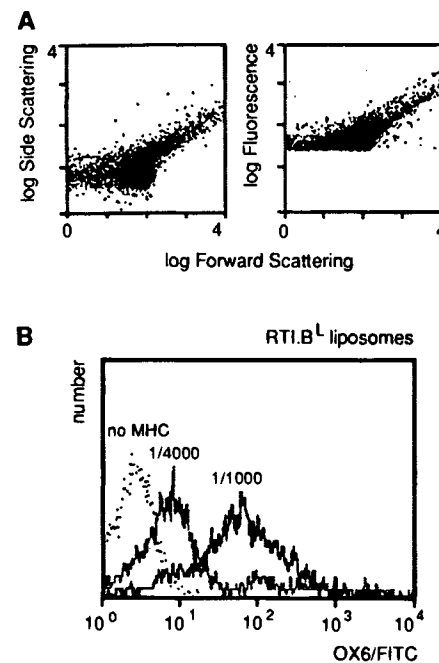 A
4
4
log Side Scattering
log Fluorescence
0
4
0
4
log Forward Scattering
B
RTI.B^L liposomes
number
no MHC
1/4000
1/1000
10^0
10^1
10^2
10^3
10^4
OX6/FITC